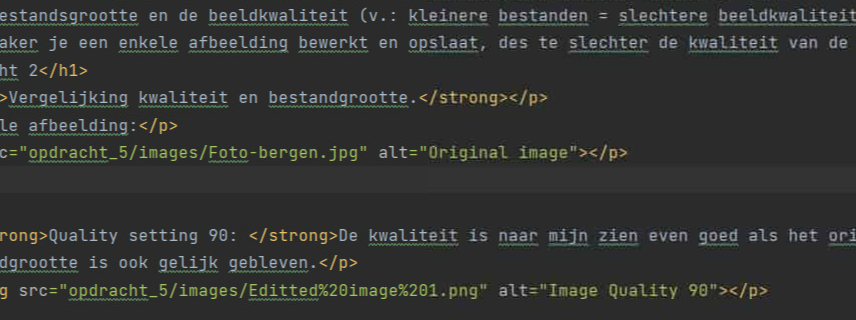 estandsgrootte en de beeldkwaliteit (v.: kleinere bestanden = slechtere beeldkwaliteit
aker je een enkele afbeelding bewerkt en opslaat, des te slechter de kwaliteit van de
ht 2</h1>
>Vergelijking kwaliteit en bestandgrootte.</strong></p>
le afbeelding:</p>
c="opdracht_5/images/Foto-bergen.jpg" alt="Original image"></p>
rong>Quality setting 90: </strong>De kwaliteit is naar mijn zien even goed als het ori
dgrootte is ook gelijk gebleven.</p>
g src="opdracht_5/images/Editted%20image%201.png" alt="Image Quality 90"></p>